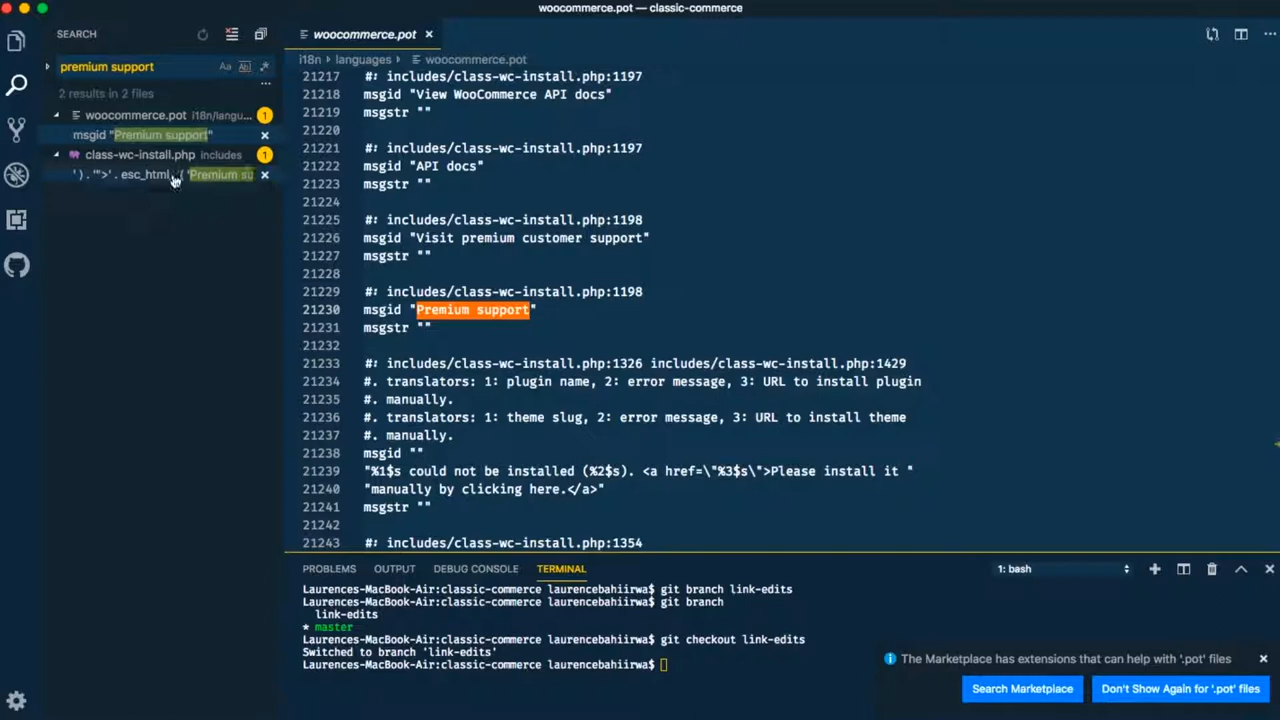 woocommerce.pot — classic-commerce
SEARCH
premium support
Aa Ab| .*
2 results in 2 files
woocommerce.pot i18n/langu... 1
msgid "Premium support"
class-wc-install.php includes 1
').'">'. esc_html ( 'Premium su
woocommerce.pot
i18n › languages › woocommerce.pot
21217 #: includes/class-wc-install.php:1197
21218 msgid "View WooCommerce API docs"
21219 msgstr ""
21220
21221 #: includes/class-wc-install.php:1197
21222 msgid "API docs"
21223 msgstr ""
21224
21225 #: includes/class-wc-install.php:1198
21226 msgid "Visit premium customer support"
21227 msgstr ""
21228
21229 #: includes/class-wc-install.php:1198
21230 msgid "Premium support"
21231 msgstr ""
21232
21233 #: includes/class-wc-install.php:1326 includes/class-wc-install.php:1429
21234 #. translators: 1: plugin name, 2: error message, 3: URL to install plugin
21235 #. manually.
21236 #. translators: 1: theme slug, 2: error message, 3: URL to install theme
21237 #. manually.
21238 msgid ""
21239 "%1$s could not be installed (%2$s). <a href=\"%3$s\">Please install it "
21240 "manually by clicking here.</a>"
21241 msgstr ""
21242
21243 #: includes/class-wc-install.php:1354
PROBLEMS OUTPUT DEBUG CONSOLE TERMINAL 1: bash
Laurences-MacBook-Air:classic-commerce laurencebahiirwa$ git branch link-edits
Laurences-MacBook-Air:classic-commerce laurencebahiirwa$ git branch
link-edits
* master
Laurences-MacBook-Air:classic-commerce laurencebahiirwa$ git checkout link-edits
Switched to branch 'link-edits'
Laurences-MacBook-Air:classic-commerce laurencebahiirwa$
The Marketplace has extensions that can help with '.pot' files
Search Marketplace
Don't Show Again for '.pot' files